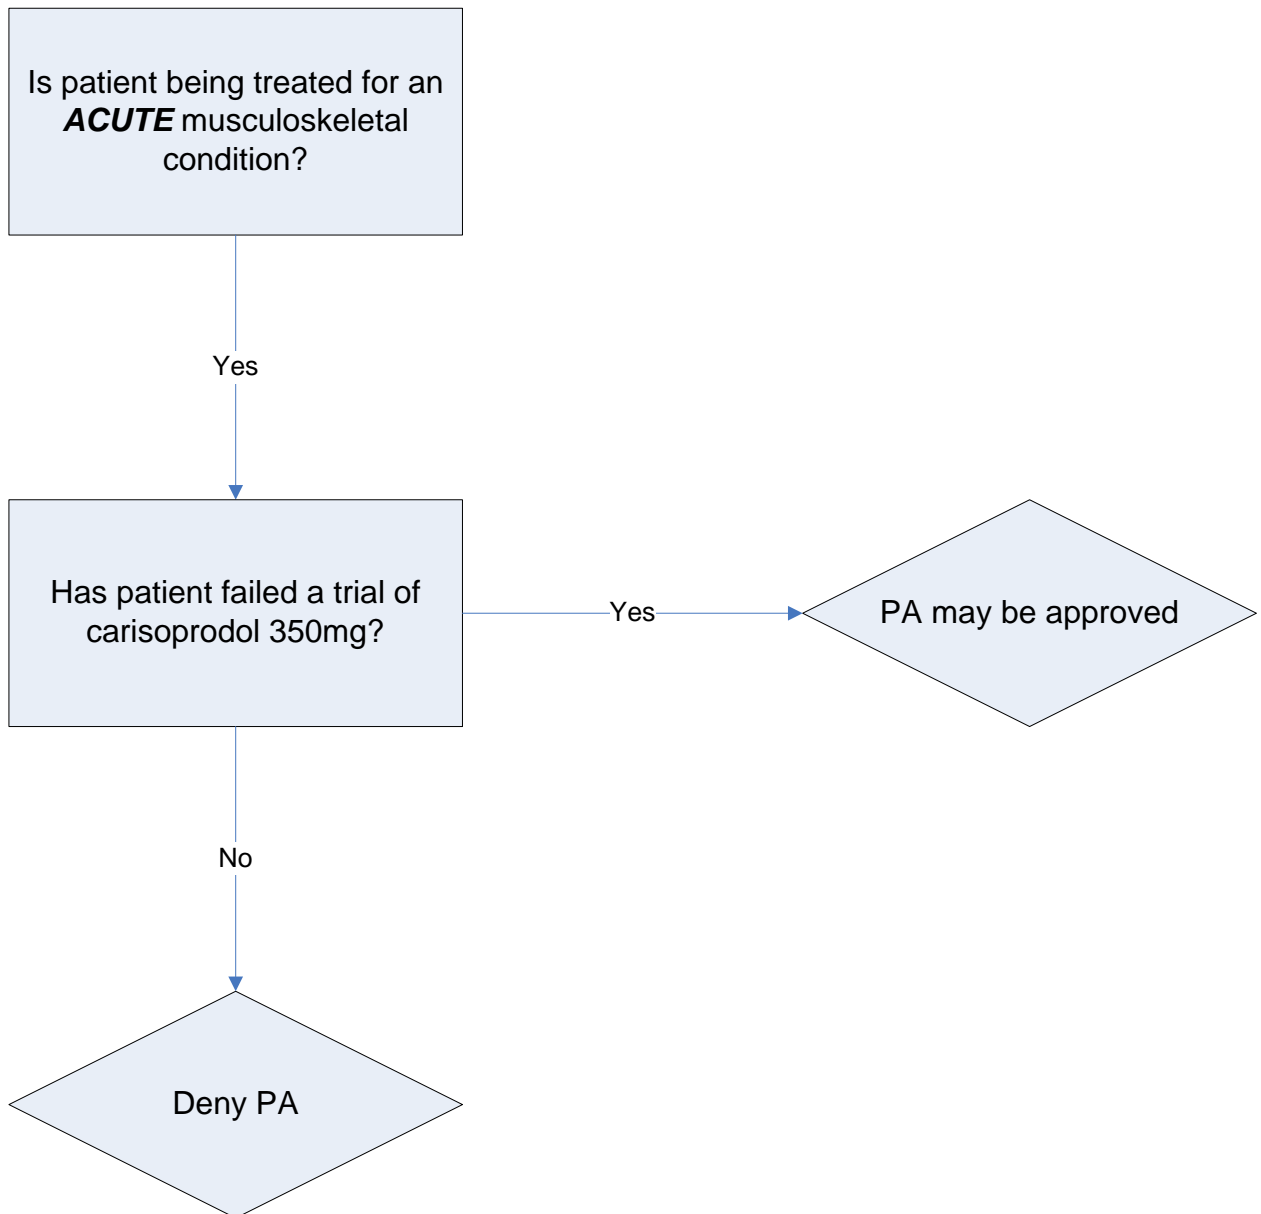 Is patient being treated for an
ACUTE musculoskeletal
condition?
Yes
Has patient failed a trial of
carisoprodol 350mg?
Yes
PA may be approved
No
Deny PA